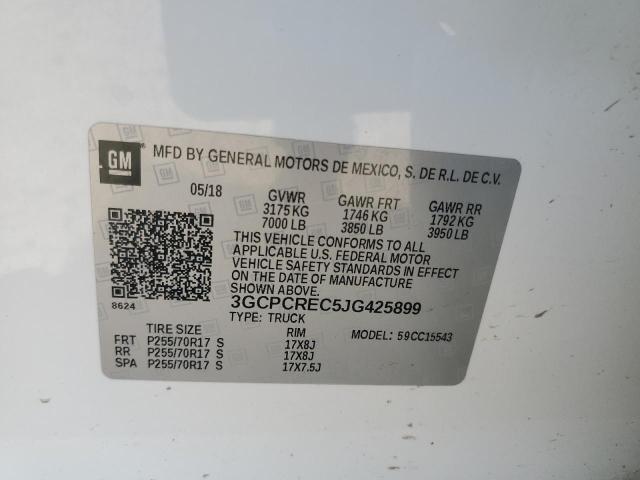 GM ® MFD BY GENERAL MOTORS DE MEXICO, S. DE R.L. DE C.V.
05/18 GVWR GAWR FRT GAWR RR
3175 KG 1746 KG 1792 KG
7000 LB 3850 LB 3950 LB
THIS VEHICLE CONFORMS TO ALL
APPLICABLE U.S. FEDERAL MOTOR
VEHICLE SAFETY STANDARDS IN EFFECT
ON THE DATE OF MANUFACTURE
SHOWN ABOVE.
8624 3GCPCREC5JG425899
TYPE: TRUCK
TIRE SIZE RIM MODEL: 59CC15543
FRT P255/70R17 S 17X8J
RR P255/70R17 S 17X8J
SPA P255/70R17 S 17X7.5J